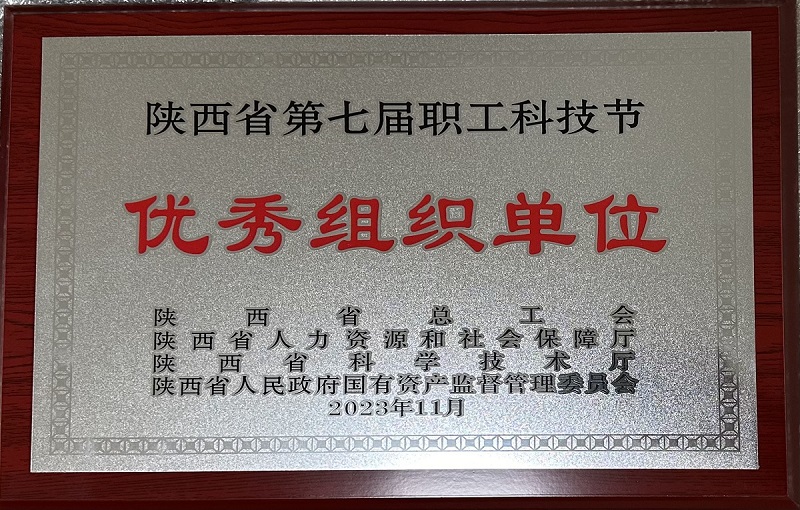 陕西省第七届职工科技节
优秀组织单位
陕西省总工会
陕西省人力资源和社会保障厅
陕西省科学技术厅
陕西省人民政府国有资产监督管理委员会
2023年11月